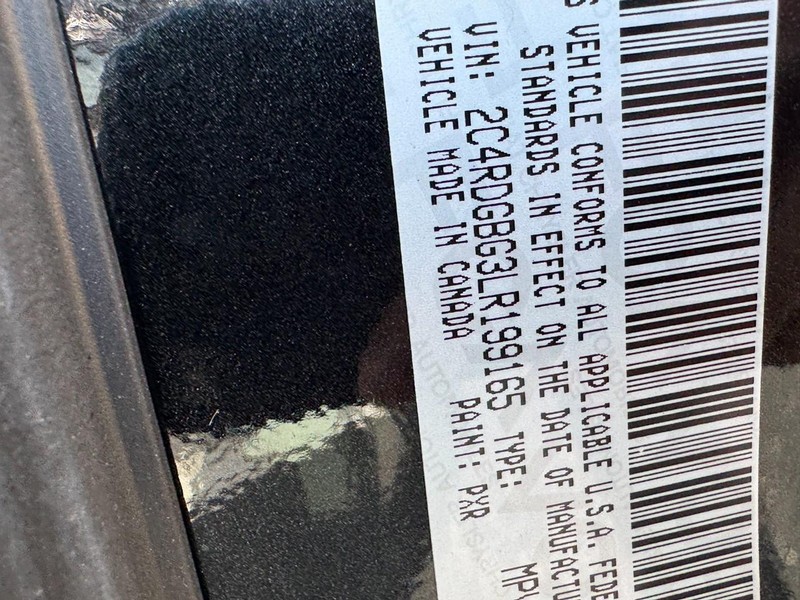 S VEHICLE CONFORMS TO ALL APPLICABLE U.S.A. FEDE
STANDARDS IN EFFECT ON THE DATE OF MANUFACTU
VIN: 2C4RDGBG3LR199165 TYPE: MP
VEHICLE MADE IN CANADA PAINT: PXR